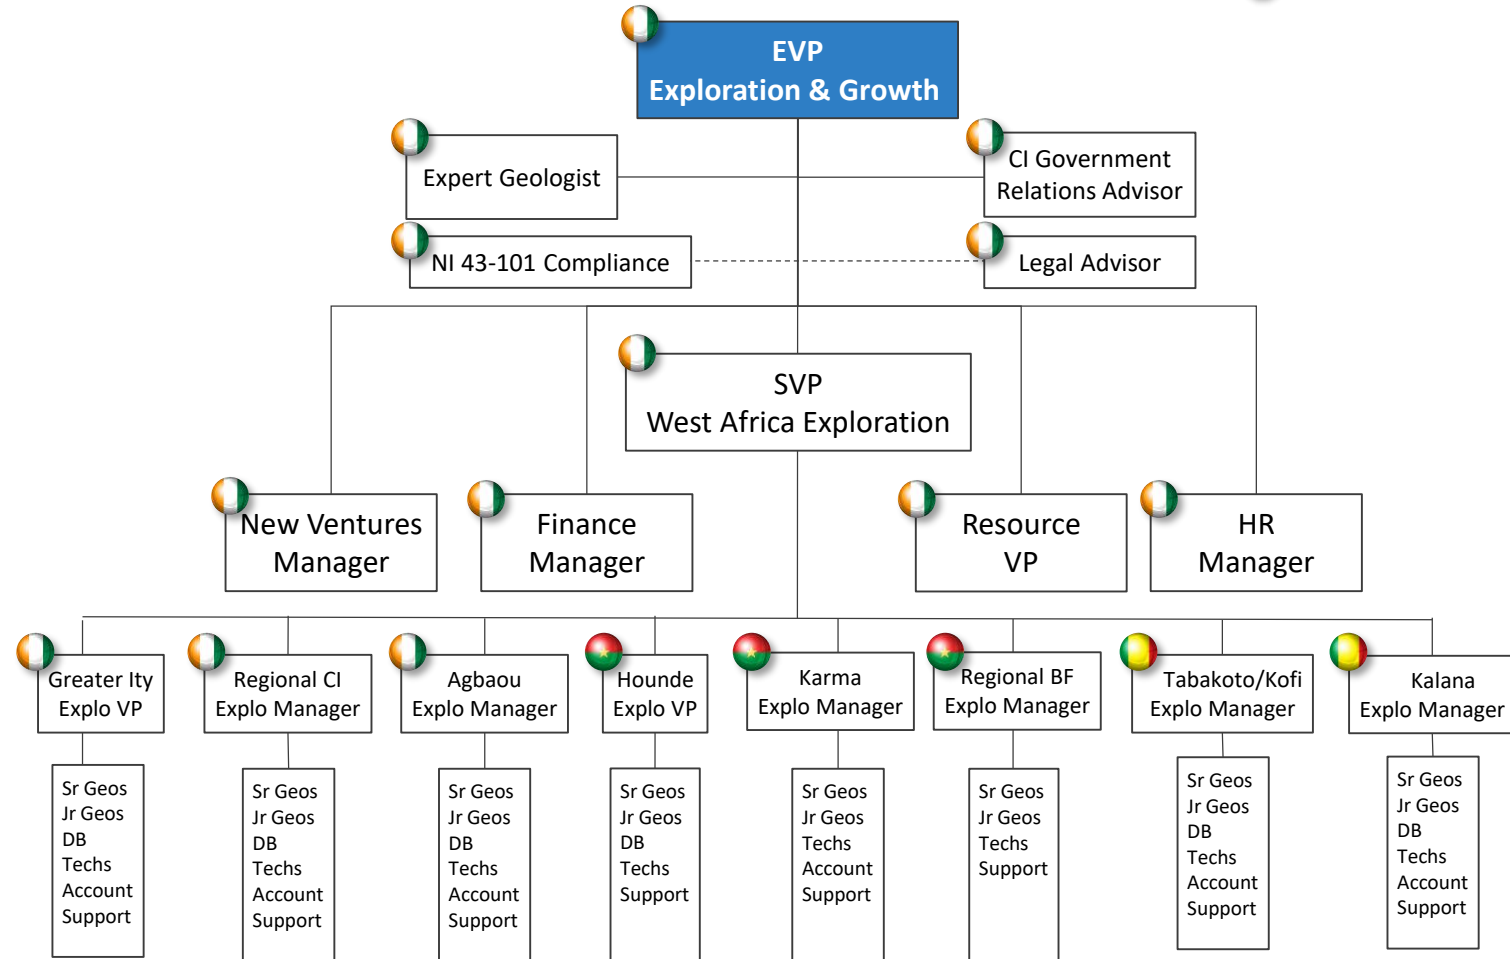 EVP
Exploration & Growth
Expert Geologist
CI Government
Relations Advisor
NI 43-101 Compliance
Legal Advisor
SVP
West Africa Exploration
New Ventures
Manager
Finance
Manager
Resource
VP
HR
Manager
Greater Ity
Explo VP
Regional CI
Explo Manager
Agbaou
Explo Manager
Hounde
Explo VP
Karma
Explo Manager
Regional BF
Explo Manager
Tabakoto/Kofi
Explo Manager
Kalana
Explo Manager
Sr Geos
Jr Geos
DB
Techs
Account
Support
Sr Geos
Jr Geos
DB
Techs
Account
Support
Sr Geos
Jr Geos
DB
Techs
Account
Support
Sr Geos
Jr Geos
DB
Techs
Support
Sr Geos
Jr Geos
Techs
Account
Support
Sr Geos
Jr Geos
Techs
Support
Sr Geos
Jr Geos
DB
Techs
Account
Support
Sr Geos
Jr Geos
DB
Techs
Account
Support